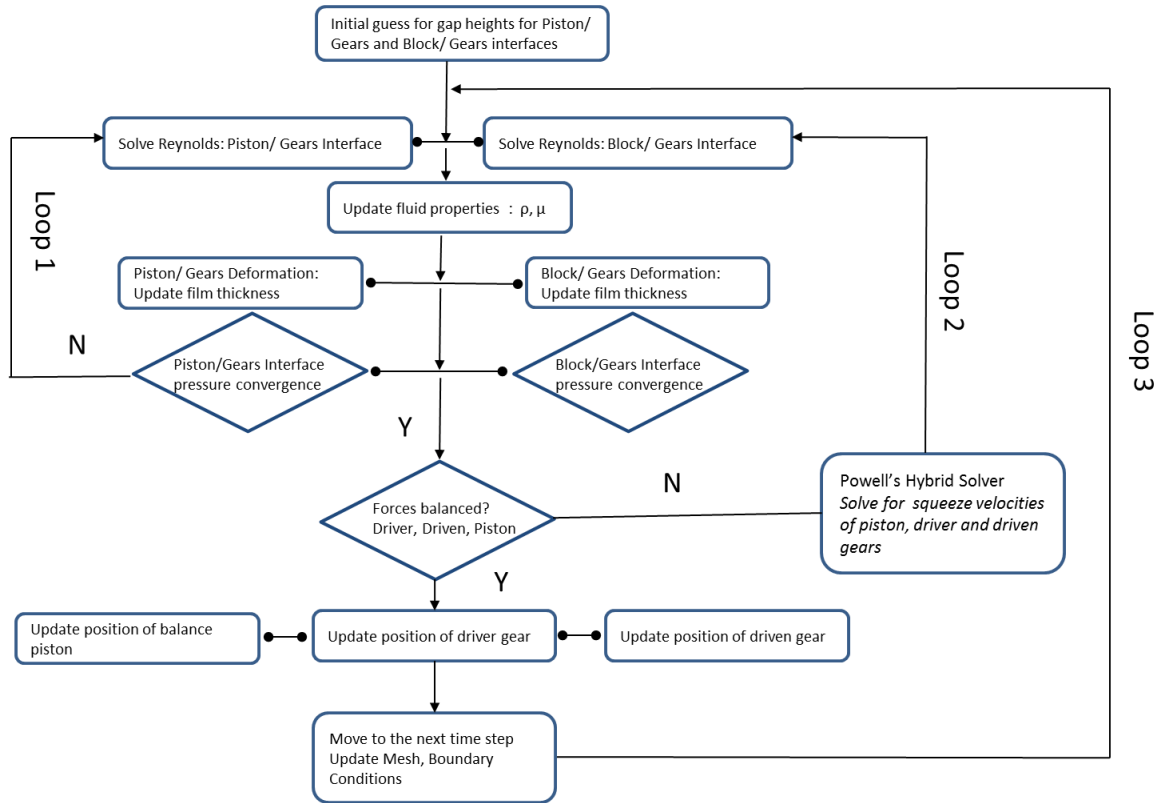 Initial guess for gap heights for Piston/
Gears and Block/ Gears interfaces
Solve Reynolds: Piston/ Gears Interface
Solve Reynolds: Block/ Gears Interface
Update fluid properties : ρ, μ
Loop 1
Piston/ Gears Deformation:
Update film thickness
Block/ Gears Deformation:
Update film thickness
Loop 2
Loop 3
N
Piston/Gears Interface
pressure convergence
Block/Gears Interface
pressure convergence
Y
Forces balanced?
Driver, Driven, Piston
N
Powell's Hybrid Solver
Solve for squeeze velocities
of piston, driver and driven
gears
Y
Update position of balance
piston
Update position of driver gear
Update position of driven gear
Move to the next time step
Update Mesh, Boundary
Conditions